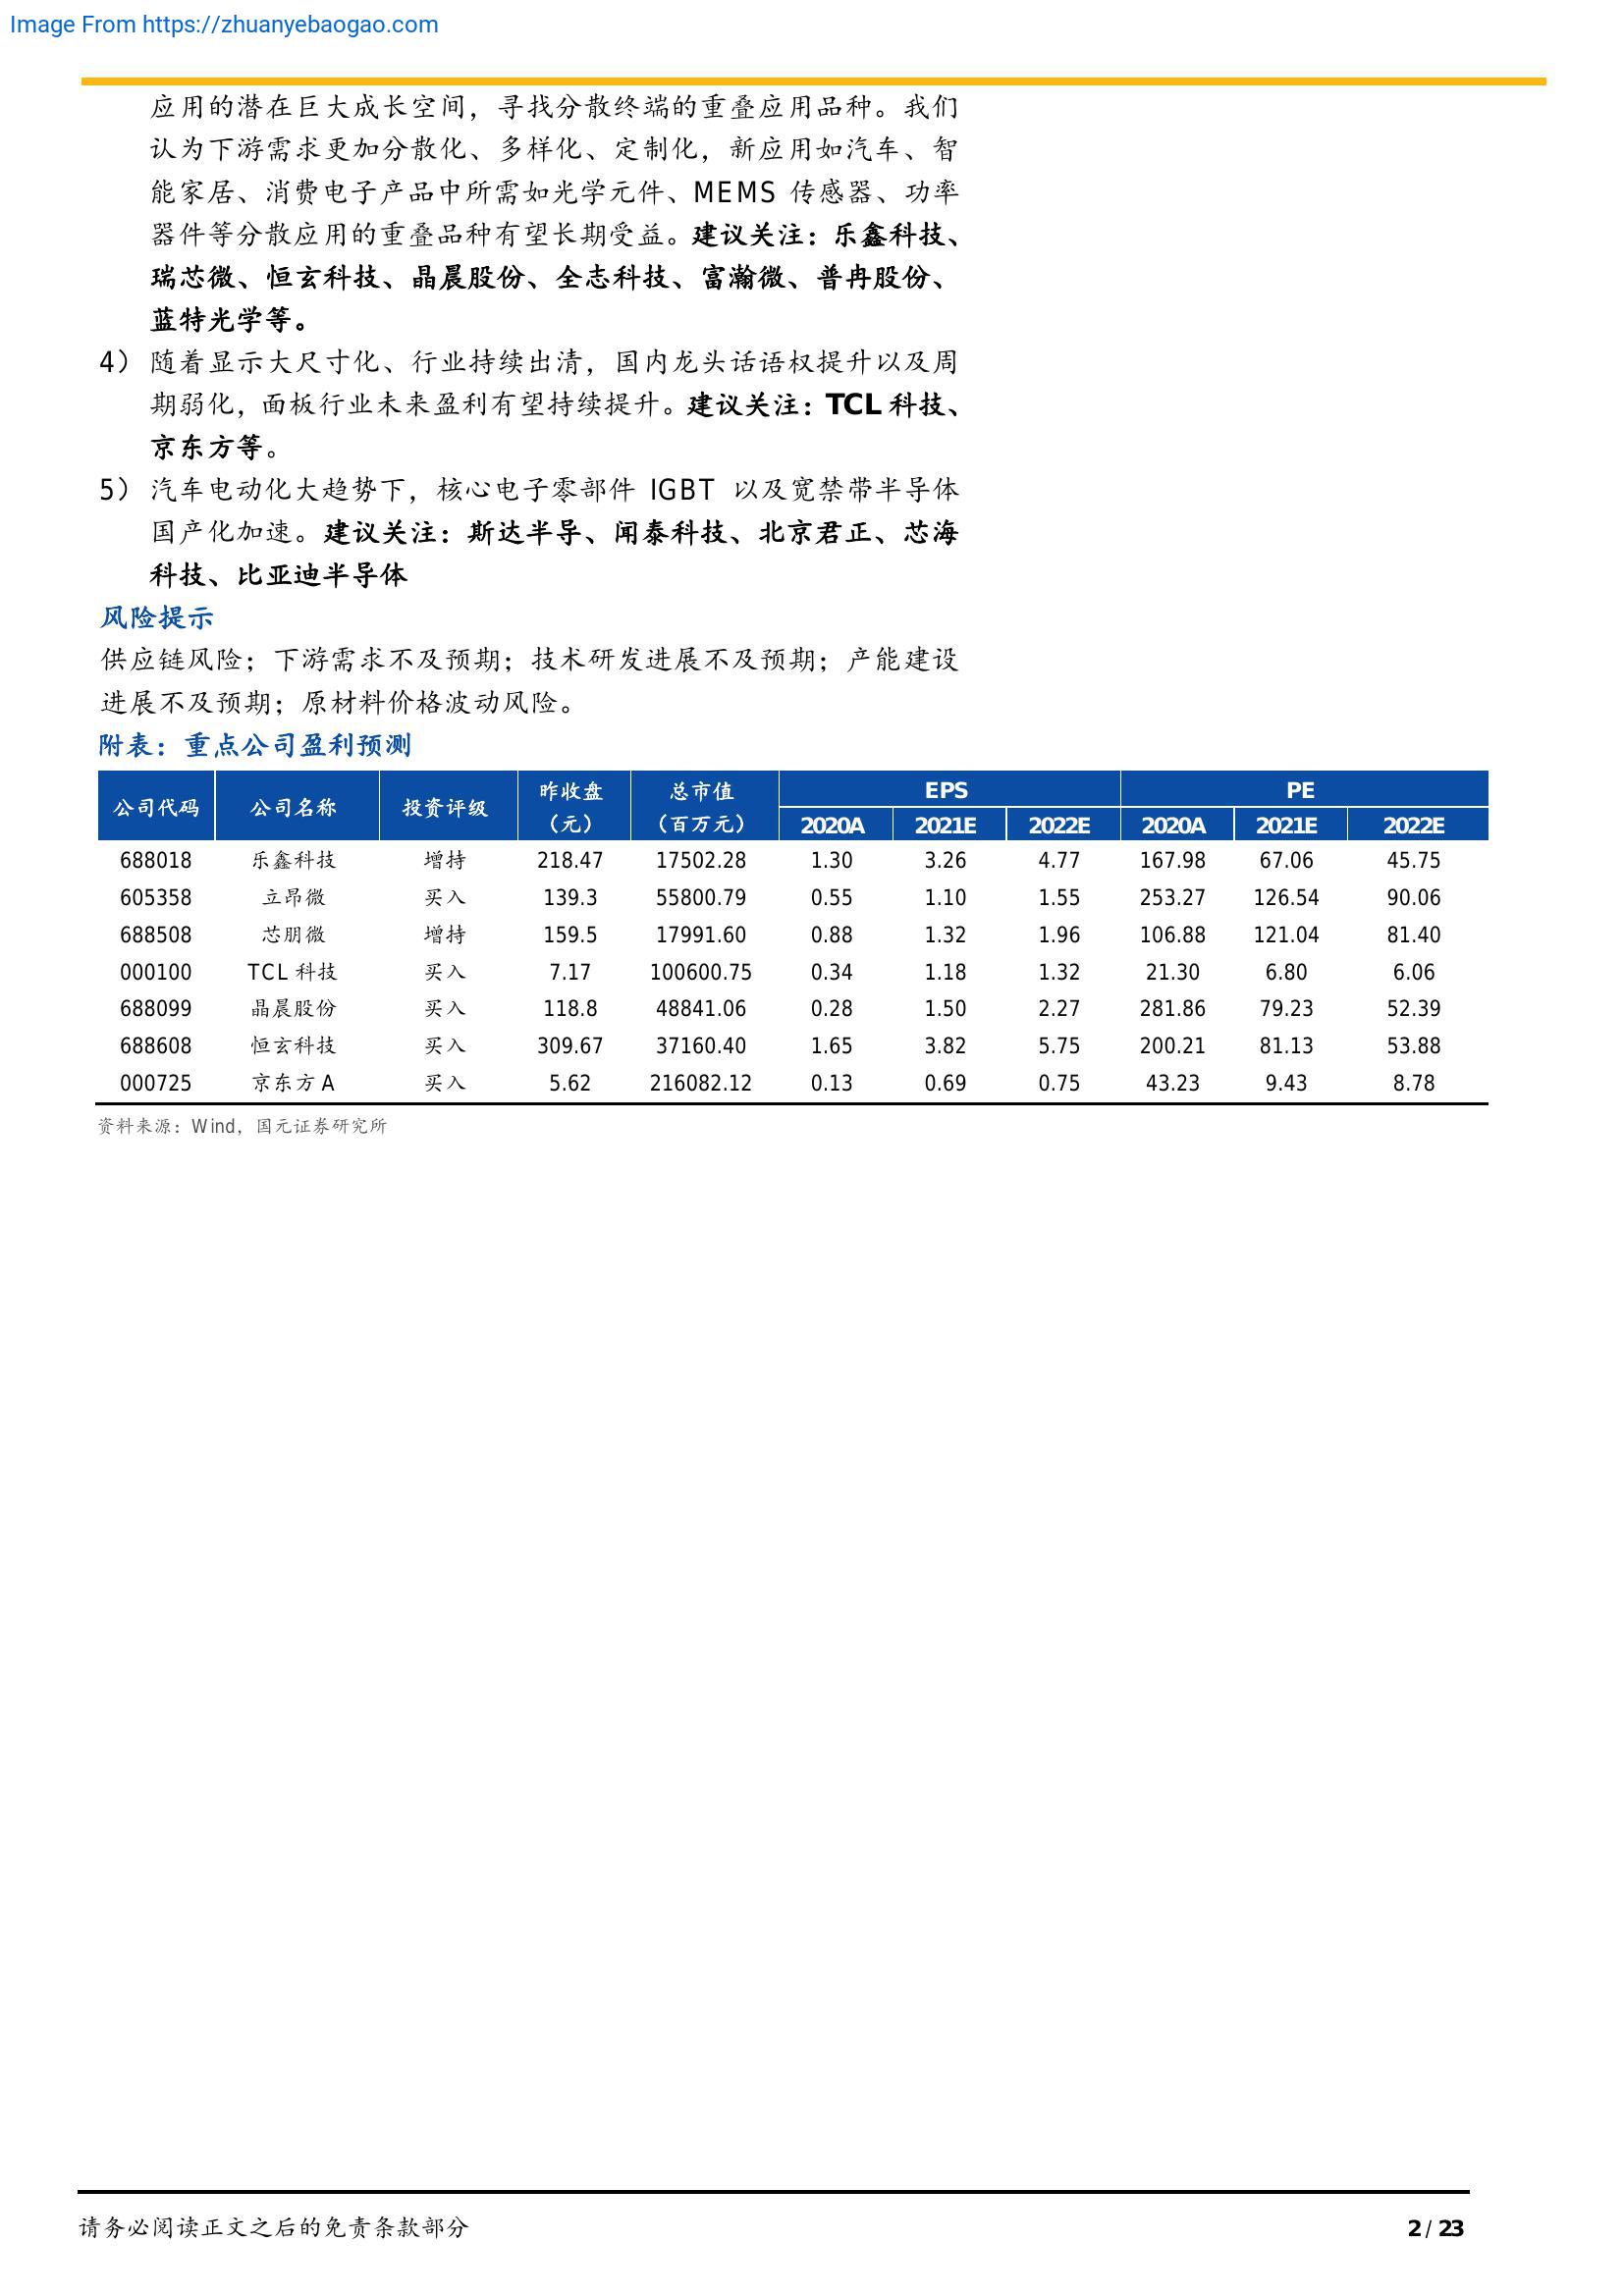 Image From https://zhuanyebaogao.com
应用的潜在巨大成长空间，寻找分散终端的重叠应用品种。我们
认为下游需求更加分散化、多样化、定制化，新应用如汽车、智
能家居、消费电子产品中所需如光学元件、MEMS 传感器、功率
器件等分散应用的重叠品种有望长期受益。建议关注：乐鑫科技、
瑞芯微、恒玄科技、晶晨股份、全志科技、富瀚微、普冉股份、
蓝特光学等。
4） 随着显示大尺寸化、行业持续出清，国内龙头话语权提升以及周
期弱化，面板行业未来盈利有望持续提升。建议关注：TCL 科技、
京东方等。
5） 汽车电动化大趋势下，核心电子零部件 IGBT 以及宽禁带半导体
国产化加速。建议关注：斯达半导、闻泰科技、北京君正、芯海
科技、比亚迪半导体
风险提示
供应链风险；下游需求不及预期；技术研发进展不及预期；产能建设
进展不及预期；原材料价格波动风险。
附表：重点公司盈利预测
公司代码 公司名称 投资评级 昨收盘 总市值 EPS PE
（元） （百万元） 2020A 2021E 2022E 2020A 2021E 2022E
688018 乐鑫科技 增持 218.47 17502.28 1.30 3.26 4.77 167.98 67.06 45.75
605358 立昂微 买入 139.3 55800.79 0.55 1.10 1.55 253.27 126.54 90.06
688508 芯朋微 增持 159.5 17991.60 0.88 1.32 1.96 106.88 121.04 81.40
000100 TCL 科技 买入 7.17 100600.75 0.34 1.18 1.32 21.30 6.80 6.06
688099 晶晨股份 买入 118.8 48841.06 0.28 1.50 2.27 281.86 79.23 52.39
688608 恒玄科技 买入 309.67 37160.40 1.65 3.82 5.75 200.21 81.13 53.88
000725 京东方 A 买入 5.62 216082.12 0.13 0.69 0.75 43.23 9.43 8.78
资料来源：Wind，国元证券研究所
请务必阅读正文之后的免责条款部分 2 / 23